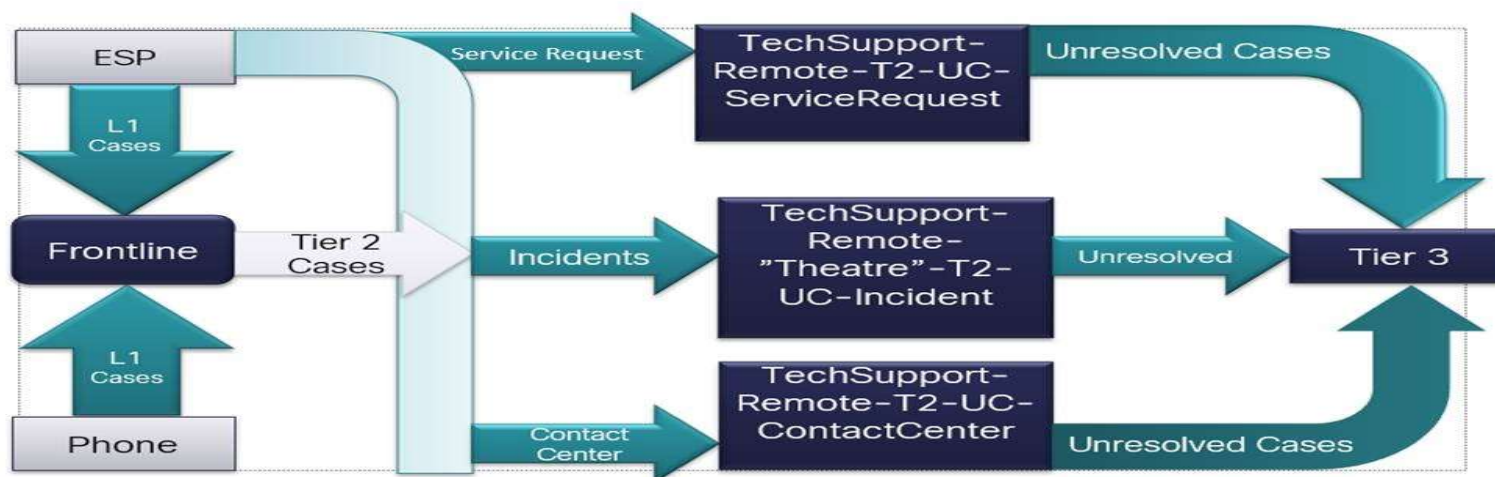 ESP
Service Request
TechSupport-
Remote-T2-UC-
ServiceRequest
Unresolved Cases
L1
Cases
Frontline
Tier 2
Cases
Incidents
TechSupport-
Remote-
”Theatre”-T2-
UC-Incident
Unresolved
Tier 3
L1
Cases
Phone
Contact
Center
TechSupport-
Remote-T2-UC-
ContactCenter
Unresolved Cases